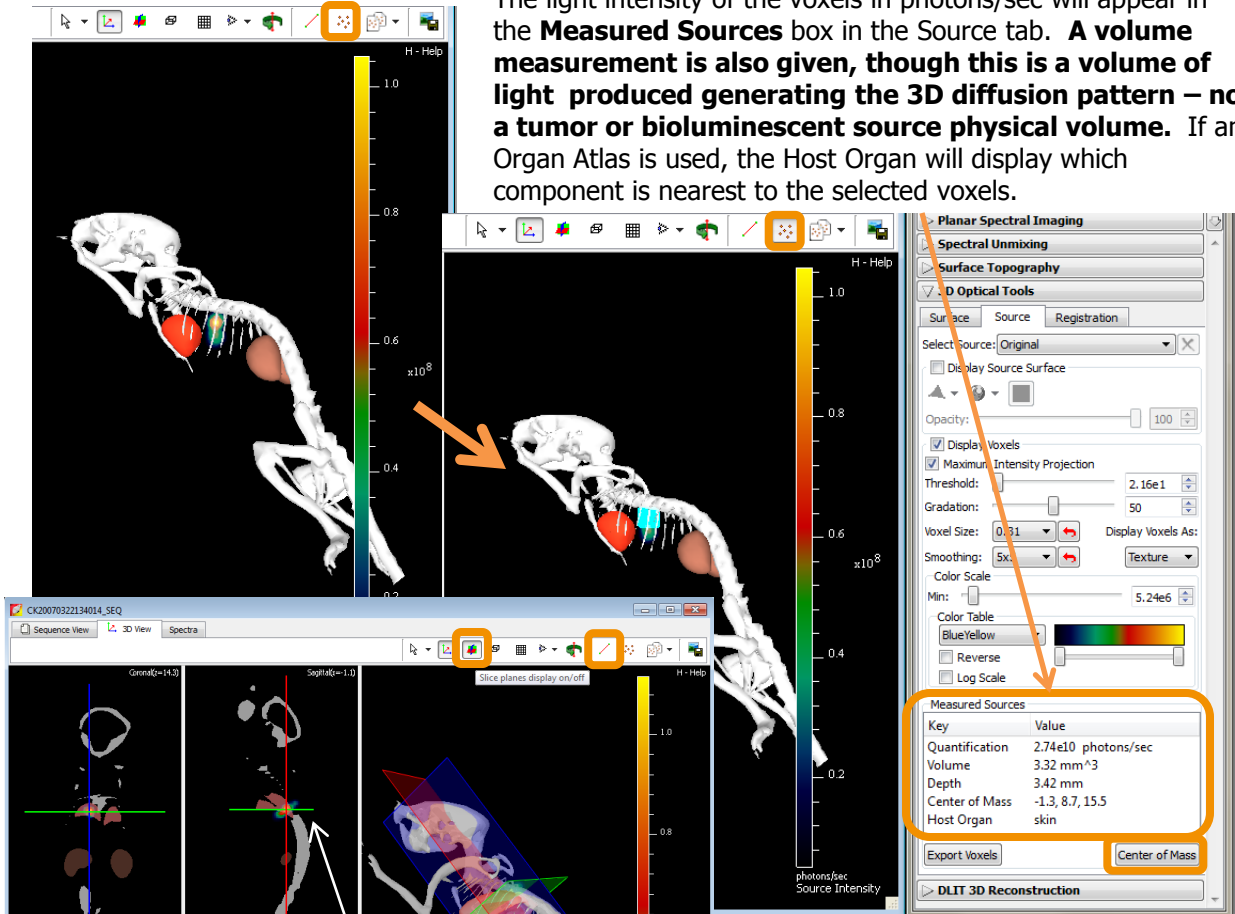 The light intensity of the voxels in photons/sec will appear in
the Measured Sources box in the Source tab. A volume
measurement is also given, though this is a volume of
light produced generating the 3D diffusion pattern –
a tumor or bioluminescent source physical volume. If
Organ Atlas is used, the Host Organ will display which
component is nearest to the selected voxels.
H - Help
1.0
0.8
0.6
x10^8
0.4
0.2
H - Help
1.0
0.8
0.6
x10^8
0.4
0.2
photons/sec
Source Intensity
CK20070322134014_SEQ
Sequence View 3D View Spectra
Slice planes display on/off
Coronal(z=14.3)
Sagittal(x=-1.1)
H - Help
1.0
0.8
Planar Spectral Imaging
Spectral Unmixing
Surface Topography
3D Optical Tools
Surface Source Registration
Select Source: Original
Display Source Surface
Opacity: 100
Display Voxels
Maximum Intensity Projection
Threshold: 2.16e1
Gradation: 50
Voxel Size: 0.31 Display Voxels As:
Smoothing: Texture
Color Scale
Min: 5.24e6
Color Table
BlueYellow
Reverse
Log Scale
Measured Sources
Key Value
Quantification 2.74e10 photons/sec
Volume 3.32 mm^3
Depth 3.42 mm
Center of Mass -1.3, 8.7, 15.5
Host Organ skin
Export Voxels Center of Mass
DLIT 3D Reconstruction